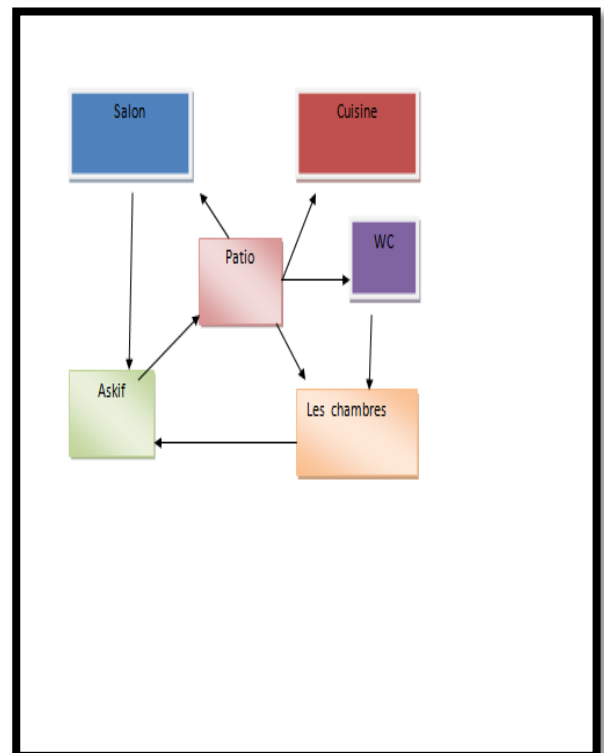 Salon
Cuisine
WC
Patio
Askif
Les chambres